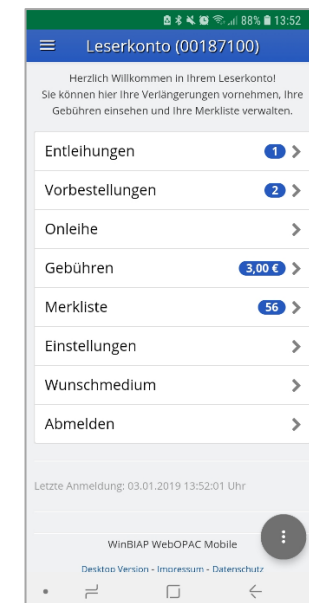 88% 13:52
Leserkonto (00187100)
Herzlich Willkommen in Ihrem Leserkonto!
Sie können hier Ihre Verlängerungen vornehmen, Ihre
Gebühren einsehen und Ihre Merkliste verwalten.
Entleihungen 1
Vorbestellungen 2
Onleihe
Gebühren 3,00 €
Merkliste 56
Einstellungen
Wunschmedium
Abmelden
Letzte Anmeldung: 03.01.2019 13:52:01 Uhr
WinBIAP WebOPAC Mobile
Desktop Version - Impressum - Datenschutz